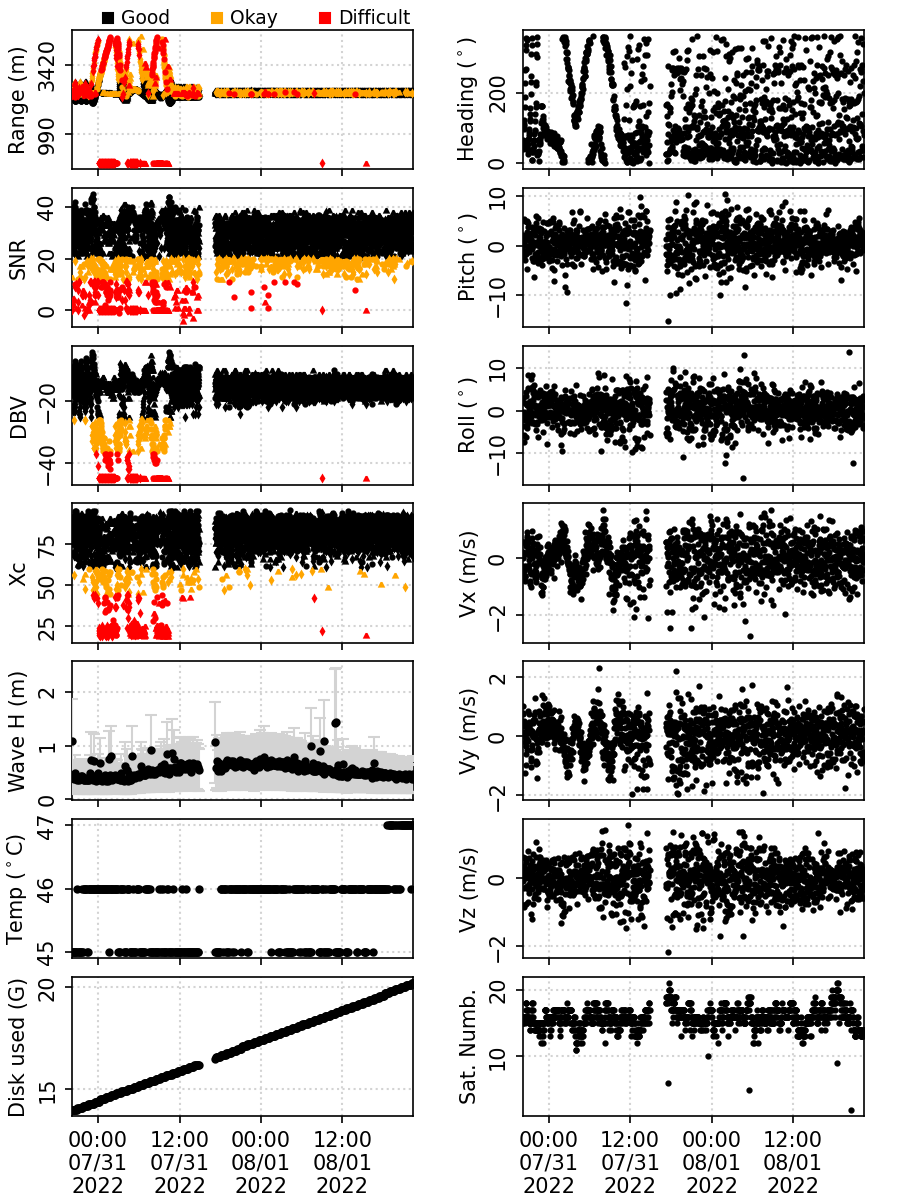 Good Okay Difficult
Range (m)
3420
990
Heading (°)
200
0
SNR
40
20
0
Pitch (°)
10
0
−10
DBV
−20
−40
Roll (°)
10
0
−10
Xc
75
50
25
Vx (m/s)
0
−2
Wave H (m)
2
1
0
Vy (m/s)
2
0
−2
Temp (°C)
47
46
45
Vz (m/s)
0
−2
Disk used (G)
20
15
Sat. Numb.
20
10
00:00 12:00 00:00 12:00
07/31 07/31 08/01 08/01
2022 2022 2022 2022
00:00 12:00 00:00 12:00
07/31 07/31 08/01 08/01
2022 2022 2022 2022